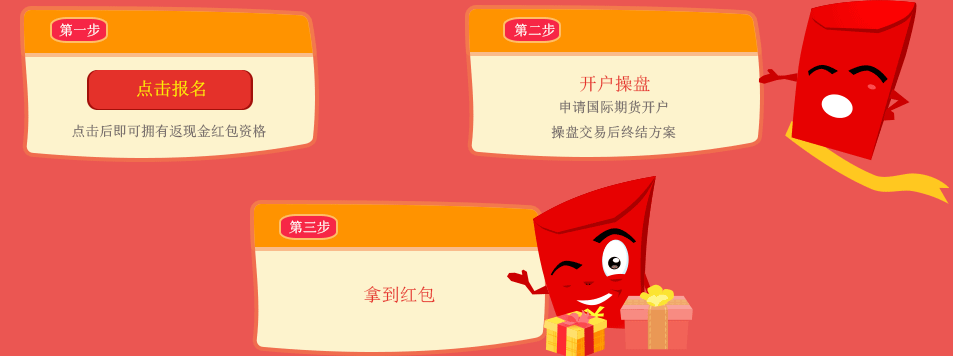 第一步
点击报名
点击后即可拥有返现金红包资格
第二步
开户操盘
申请国际期货开户
操盘交易后终结方案
第三步
拿到红包